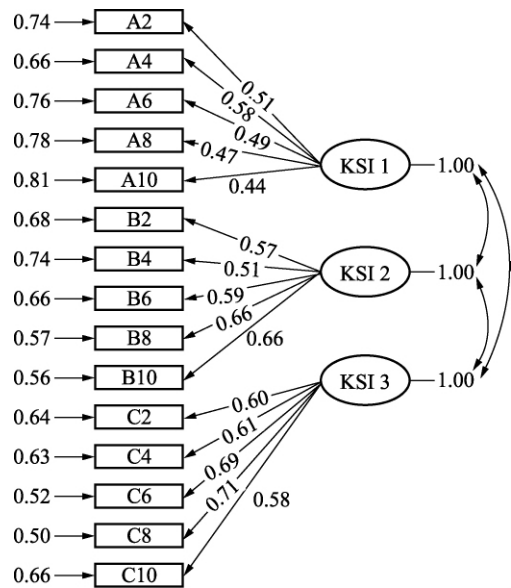 0.74 A2
0.51
0.66 A4
0.58
0.76 A6
0.49
0.78 A8
0.47
KSI 1 1.00
0.81 A10
0.44
0.68 B2
0.57
0.74 B4
0.51
KSI 2 1.00
0.66 B6
0.59
0.66
0.57 B8
0.66
0.56 B10
KSI 3 1.00
0.60
0.64 C2
0.61
0.63 C4
0.69
0.52 C6
0.71
0.58
0.50 C8
0.66 C10